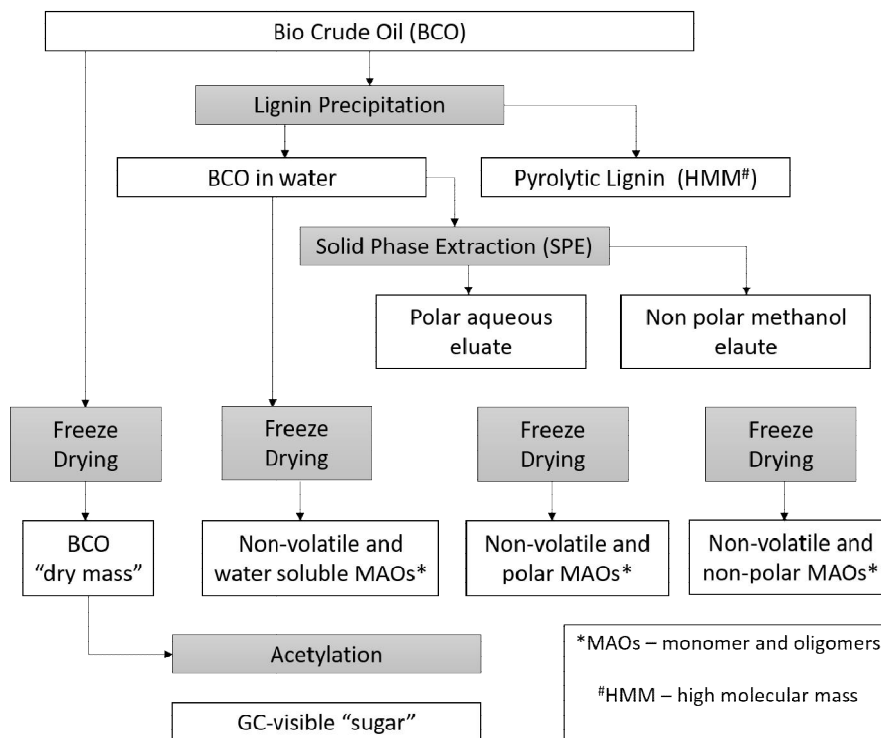 Bio Crude Oil (BCO)
Lignin Precipitation
BCO in water
Pyrolytic Lignin (HMM#)
Solid Phase Extraction (SPE)
Polar aqueous
eluate
Non polar methanol
elaute
Freeze
Drying
Freeze
Drying
Freeze
Drying
Freeze
Drying
BCO
“dry mass”
Non-volatile and
water soluble MAOs*
Non-volatile and
polar MAOs*
Non-volatile and
non-polar MAOs*
Acetylation
GC-visible “sugar”
*MAOs – monomer and oligomers
#HMM – high molecular mass